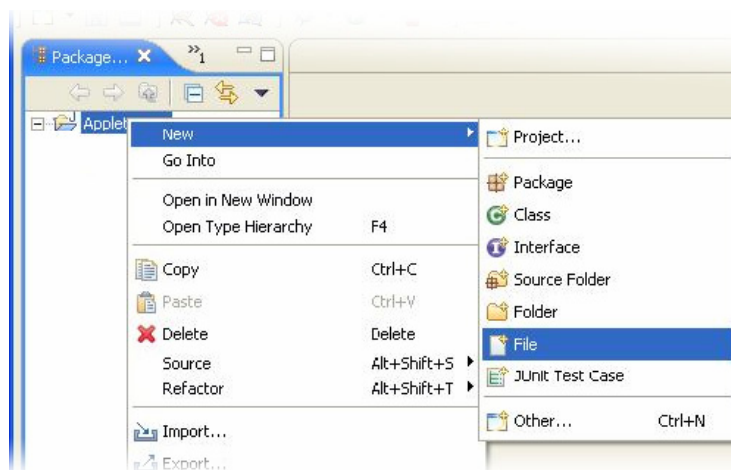 Package...
»1
Applet
New
Go Into
Open in New Window
Open Type Hierarchy F4
Copy Ctrl+C
Paste Ctrl+V
Delete Delete
Source Alt+Shift+S
Refactor Alt+Shift+T
Import...
Export...
Project...
Package
Class
Interface
Source Folder
Folder
File
JUnit Test Case
Other... Ctrl+N